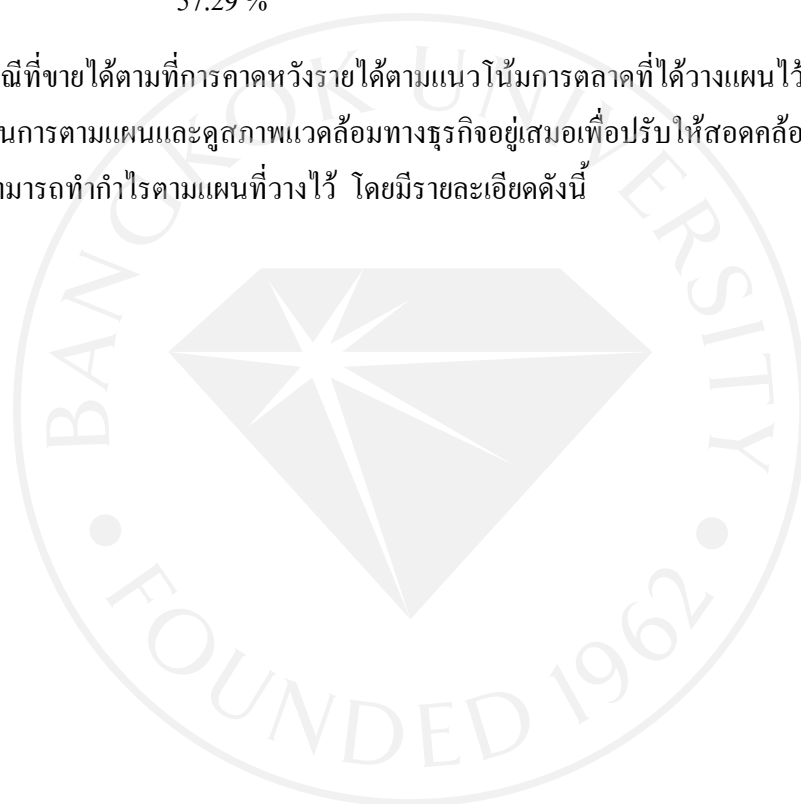 57.29 %
ณีที่ขายได้ตามที่การคาดหวังรายได้ตามแนวโน้มการตลาดที่ได้วางแผนไว้
นการตามแผนและดูสภาพแวดล้อมทางธุรกิจอยู่เสมอเพื่อปรับให้สอดคล้อ
ามารถทำกำไรตามแผนที่วางไว้ โดยมีรายละเอียดดังนี้
BANGKOK UNIVERSITY
FOUNDED 1962